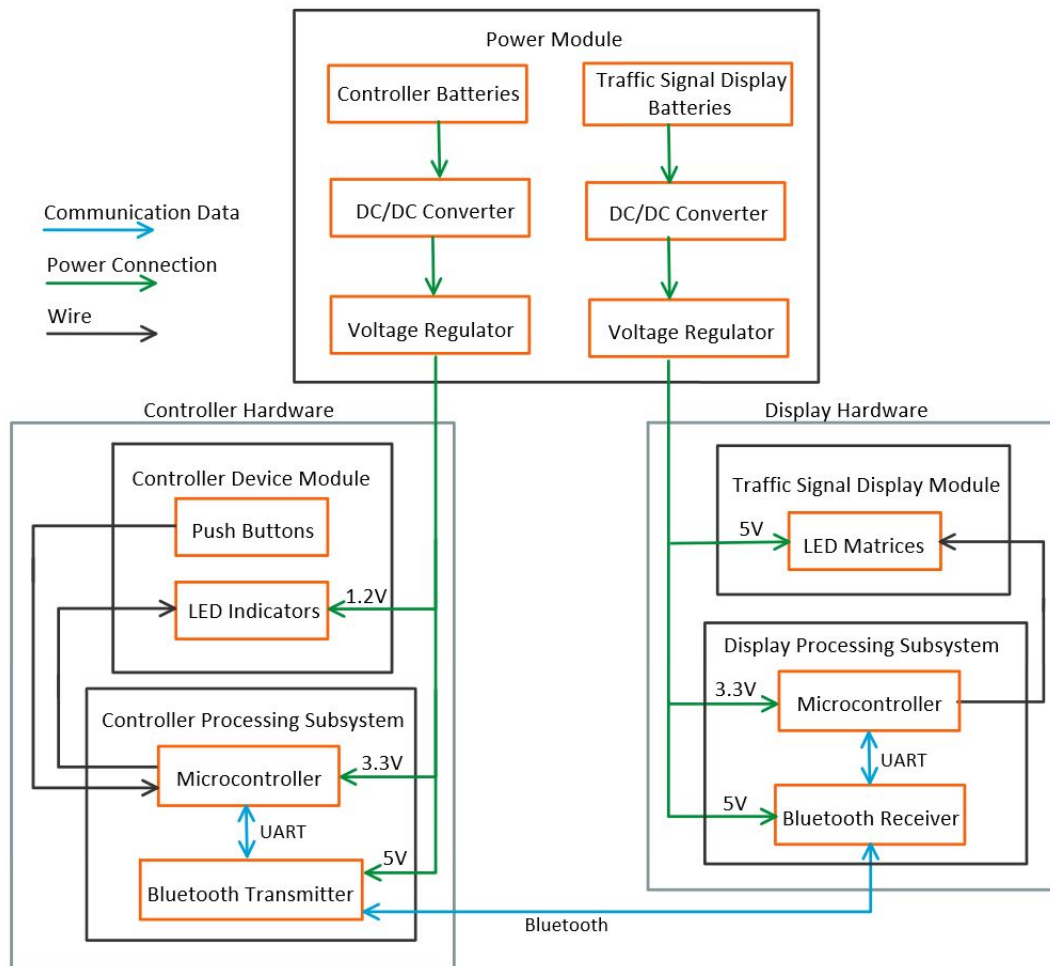 Power Module
Controller Batteries
Traffic Signal Display
Batteries
DC/DC Converter
DC/DC Converter
Voltage Regulator
Voltage Regulator
Communication Data
Power Connection
Wire
Controller Hardware
Controller Device Module
Push Buttons
LED Indicators
1.2V
Controller Processing Subsystem
Microcontroller
3.3V
UART
5V
Bluetooth Transmitter
Bluetooth
Display Hardware
Traffic Signal Display Module
5V
LED Matrices
Display Processing Subsystem
3.3V
Microcontroller
UART
5V
Bluetooth Receiver